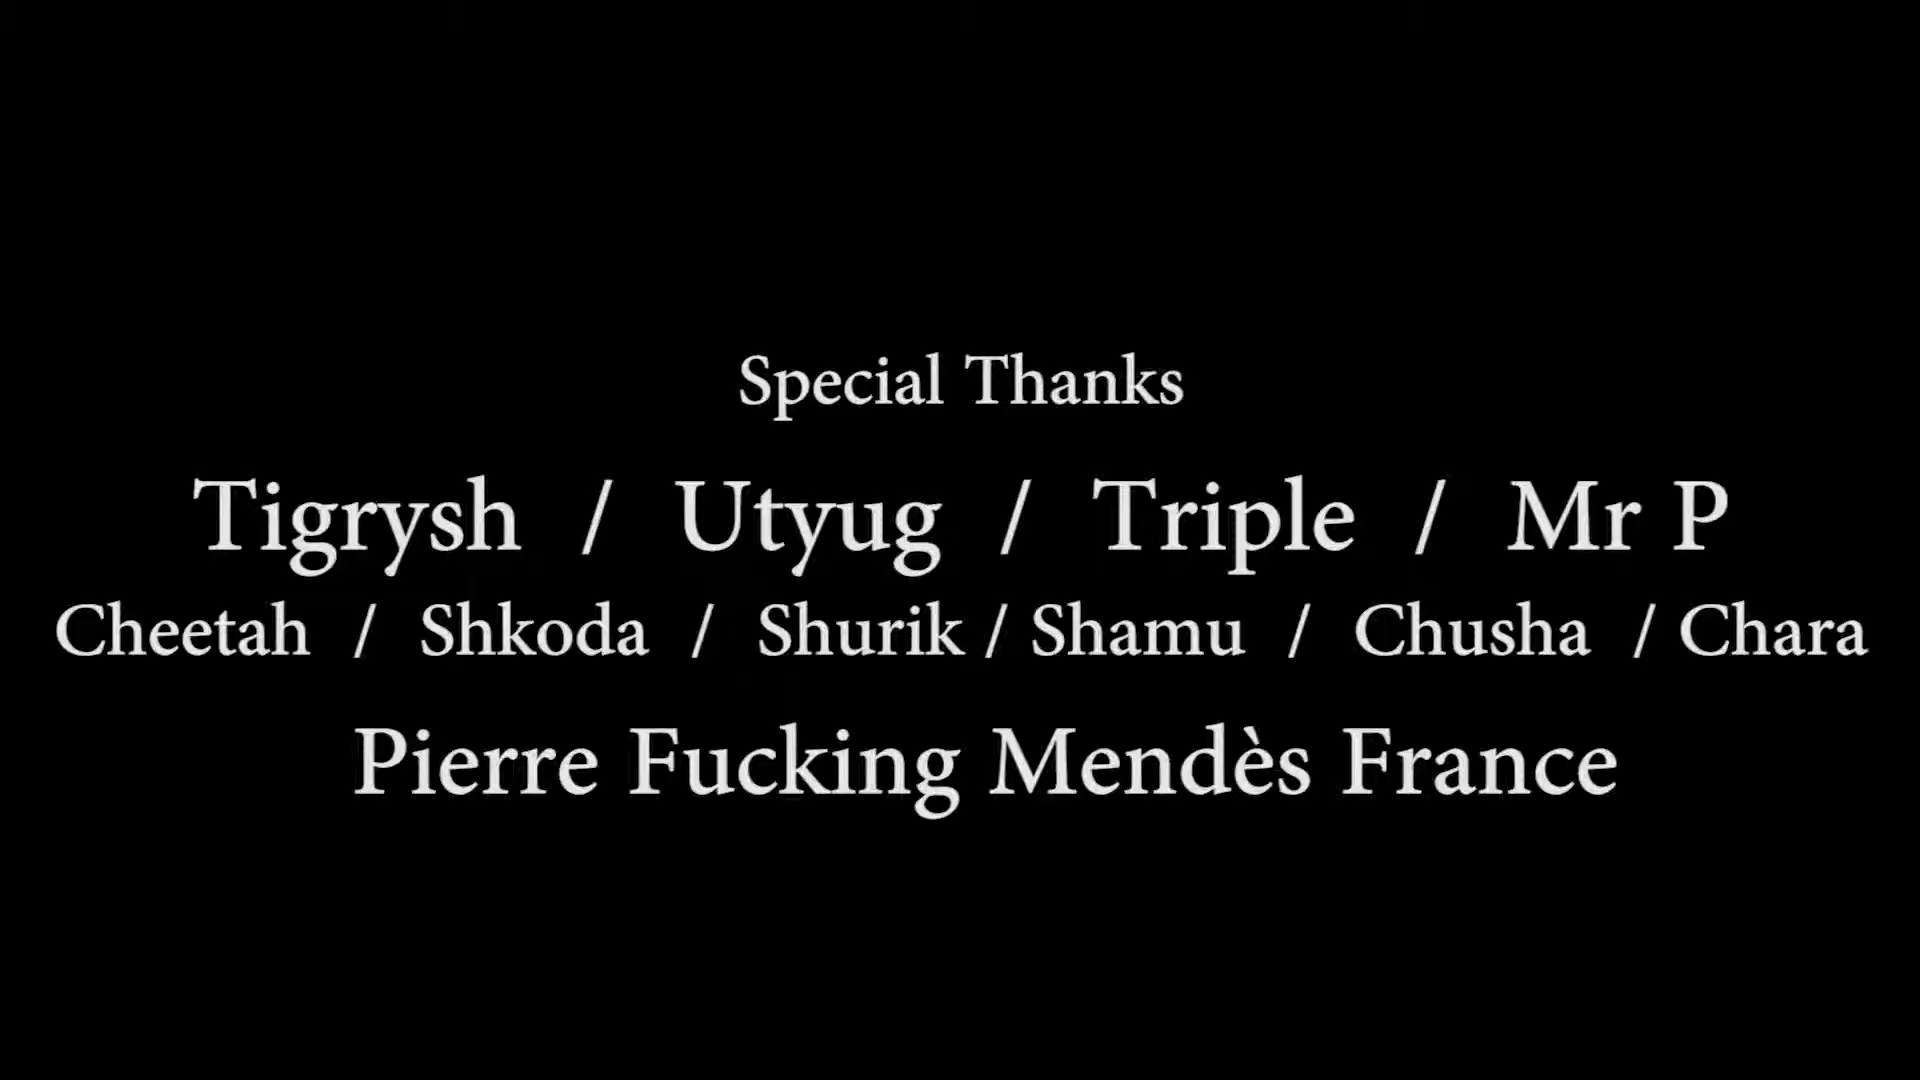 Special Thanks
Tigrysh / Utyug / Triple / Mr P
Cheetah / Shkoda / Shurik / Shamu / Chusha / Chara
Pierre Fucking Mendès France